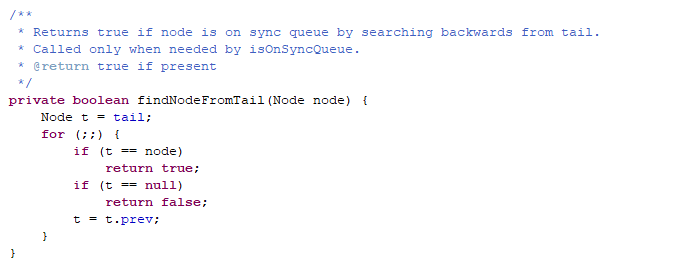 /**
 * Returns true if node is on sync queue by searching backwards from tail.
 * Called only when needed by isOnSyncQueue.
 * @return true if present
 */
private boolean findNodeFromTail(Node node) {
    Node t = tail;
    for (;;) {
        if (t == node)
            return true;
        if (t == null)
            return false;
        t = t.prev;
    }
}